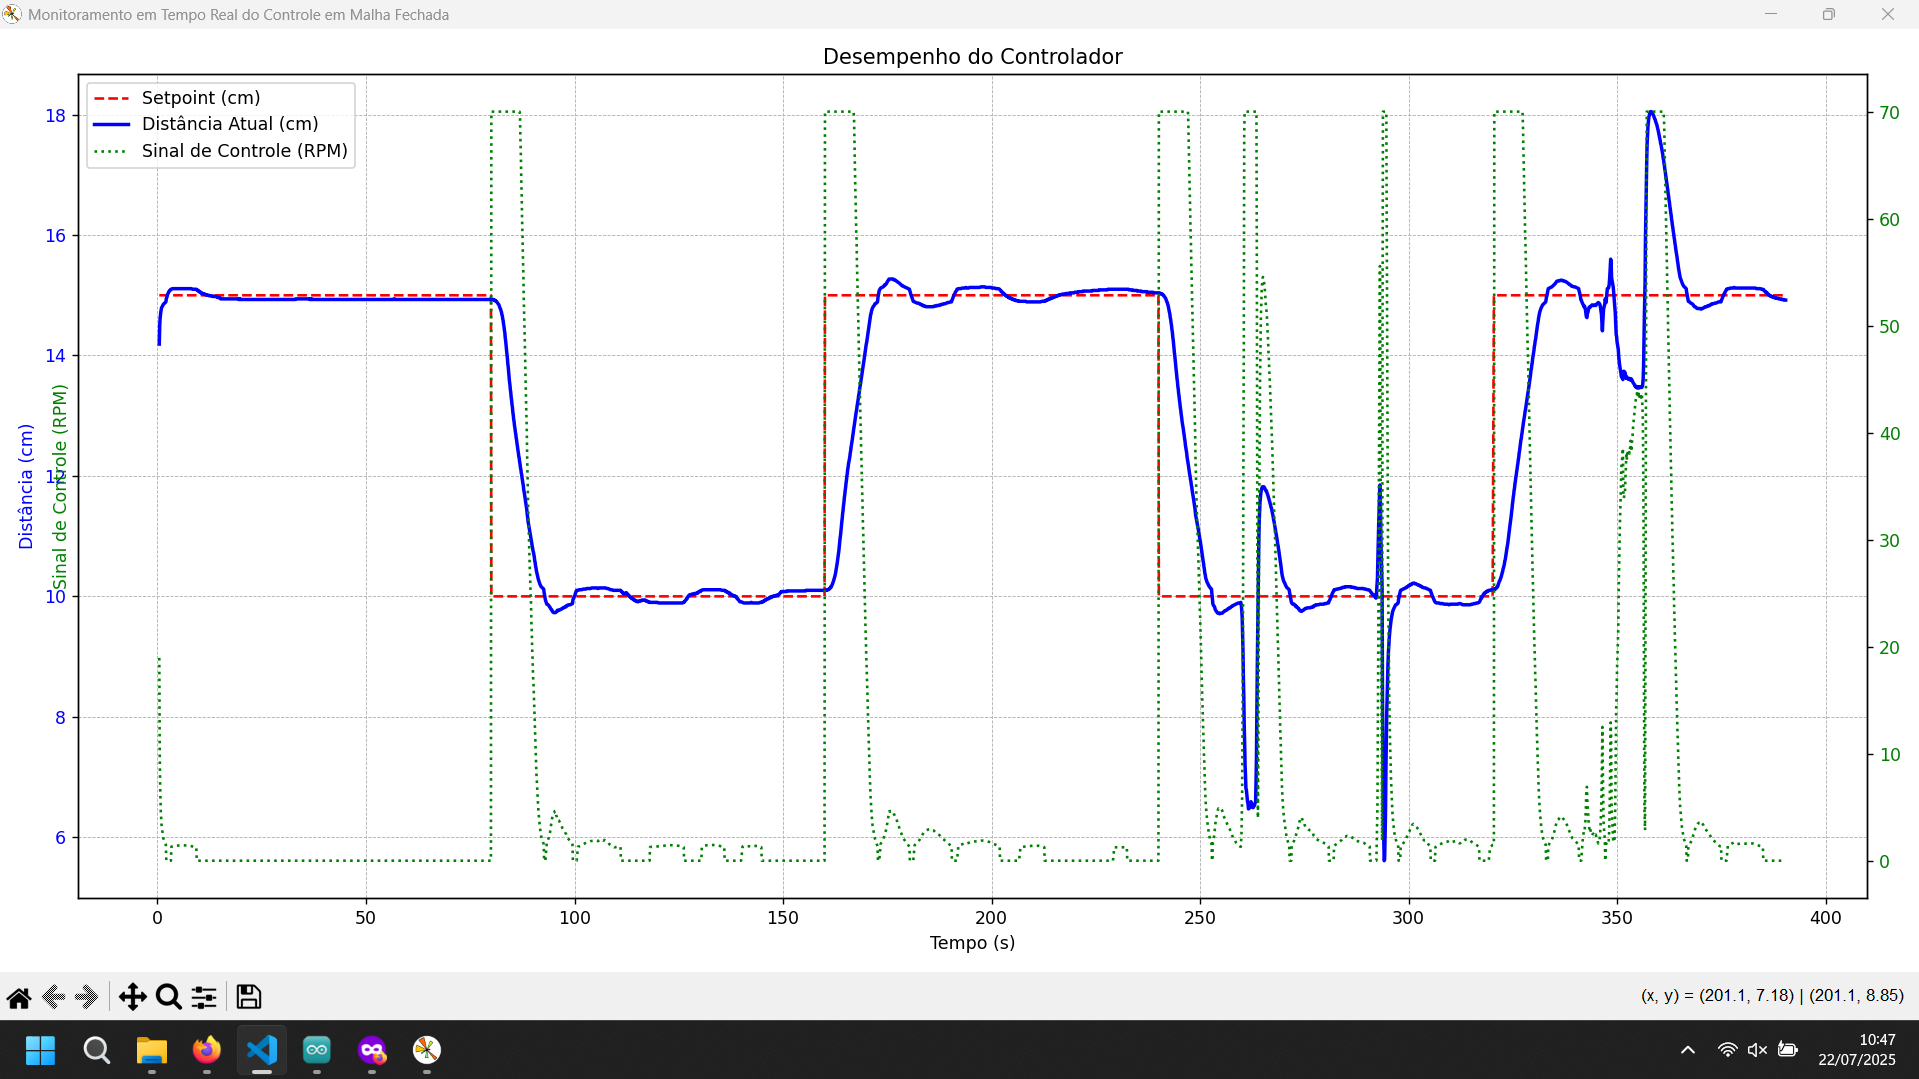 Monitoramento em Tempo Real do Controle em Malha Fechada
Desempenho do Controlador
Setpoint (cm)
Distância Atual (cm)
Sinal de Controle (RPM)
Distância (cm)
18
16
14
12
10
8
6
Sinal de Controle (RPM)
70
60
50
40
30
20
10
0
0 50 100 150 200 250 300 350 400
Tempo (s)
(x, y) = (201.1, 7.18) | (201.1, 8.85)
10:47
22/07/2025